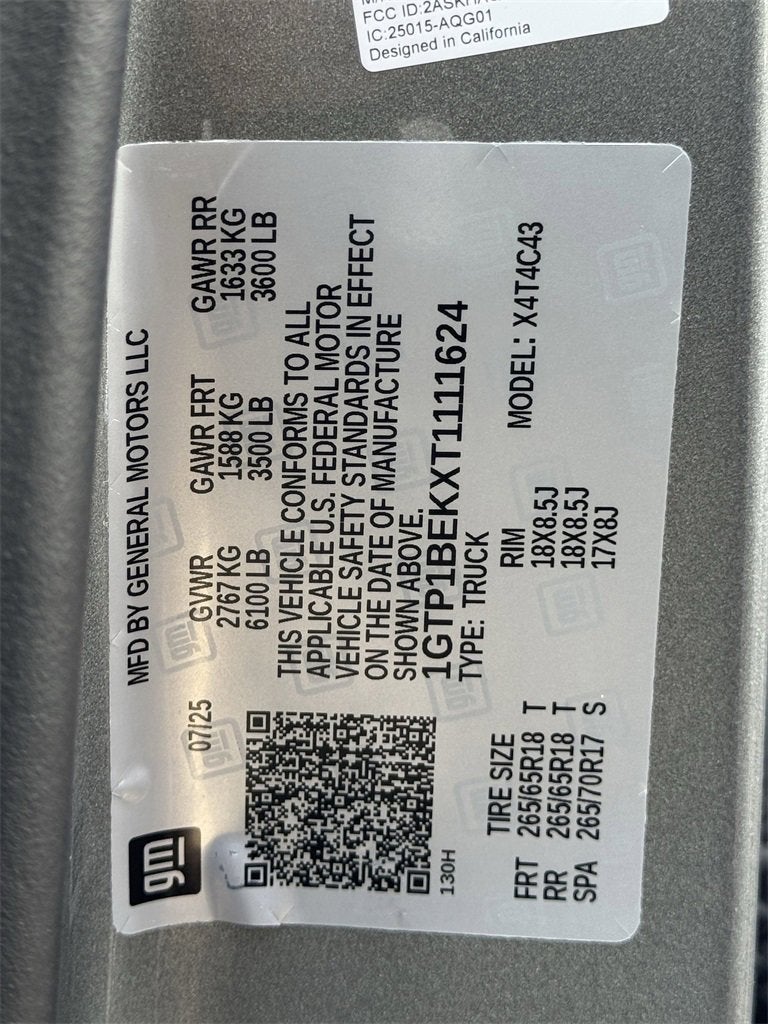 FCC ID:2ASKH
IC:25015-AQG01
Designed in California
gm
MFD BY GENERAL MOTORS LLC
07/25
GVWR GAWR FRT GAWR RR
2767 KG 1588 KG 1633 KG
6100 LB 3500 LB 3600 LB
THIS VEHICLE CONFORMS TO ALL
APPLICABLE U.S. FEDERAL MOTOR
VEHICLE SAFETY STANDARDS IN EFFECT
ON THE DATE OF MANUFACTURE
SHOWN ABOVE.
1GTP1BEKXT1111624
TYPE: TRUCK
130H
MODEL: X4T4C43
TIRE SIZE RIM
FRT 265/65R18 T 18X8.5J
RR 265/65R18 T 18X8.5J
SPA 265/70R17 S 17X8J